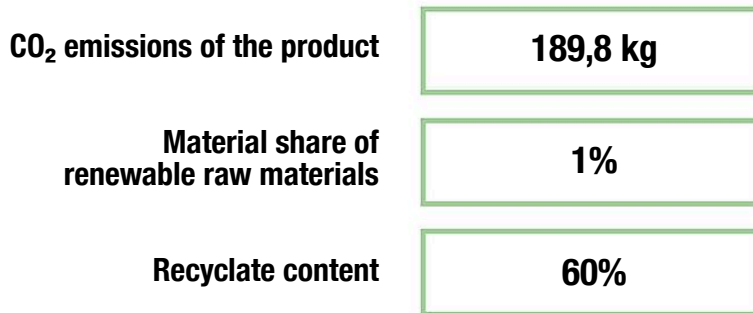 CO₂ emissions of the product
189,8 kg
Material share of
renewable raw materials
1%
Recyclate content
60%